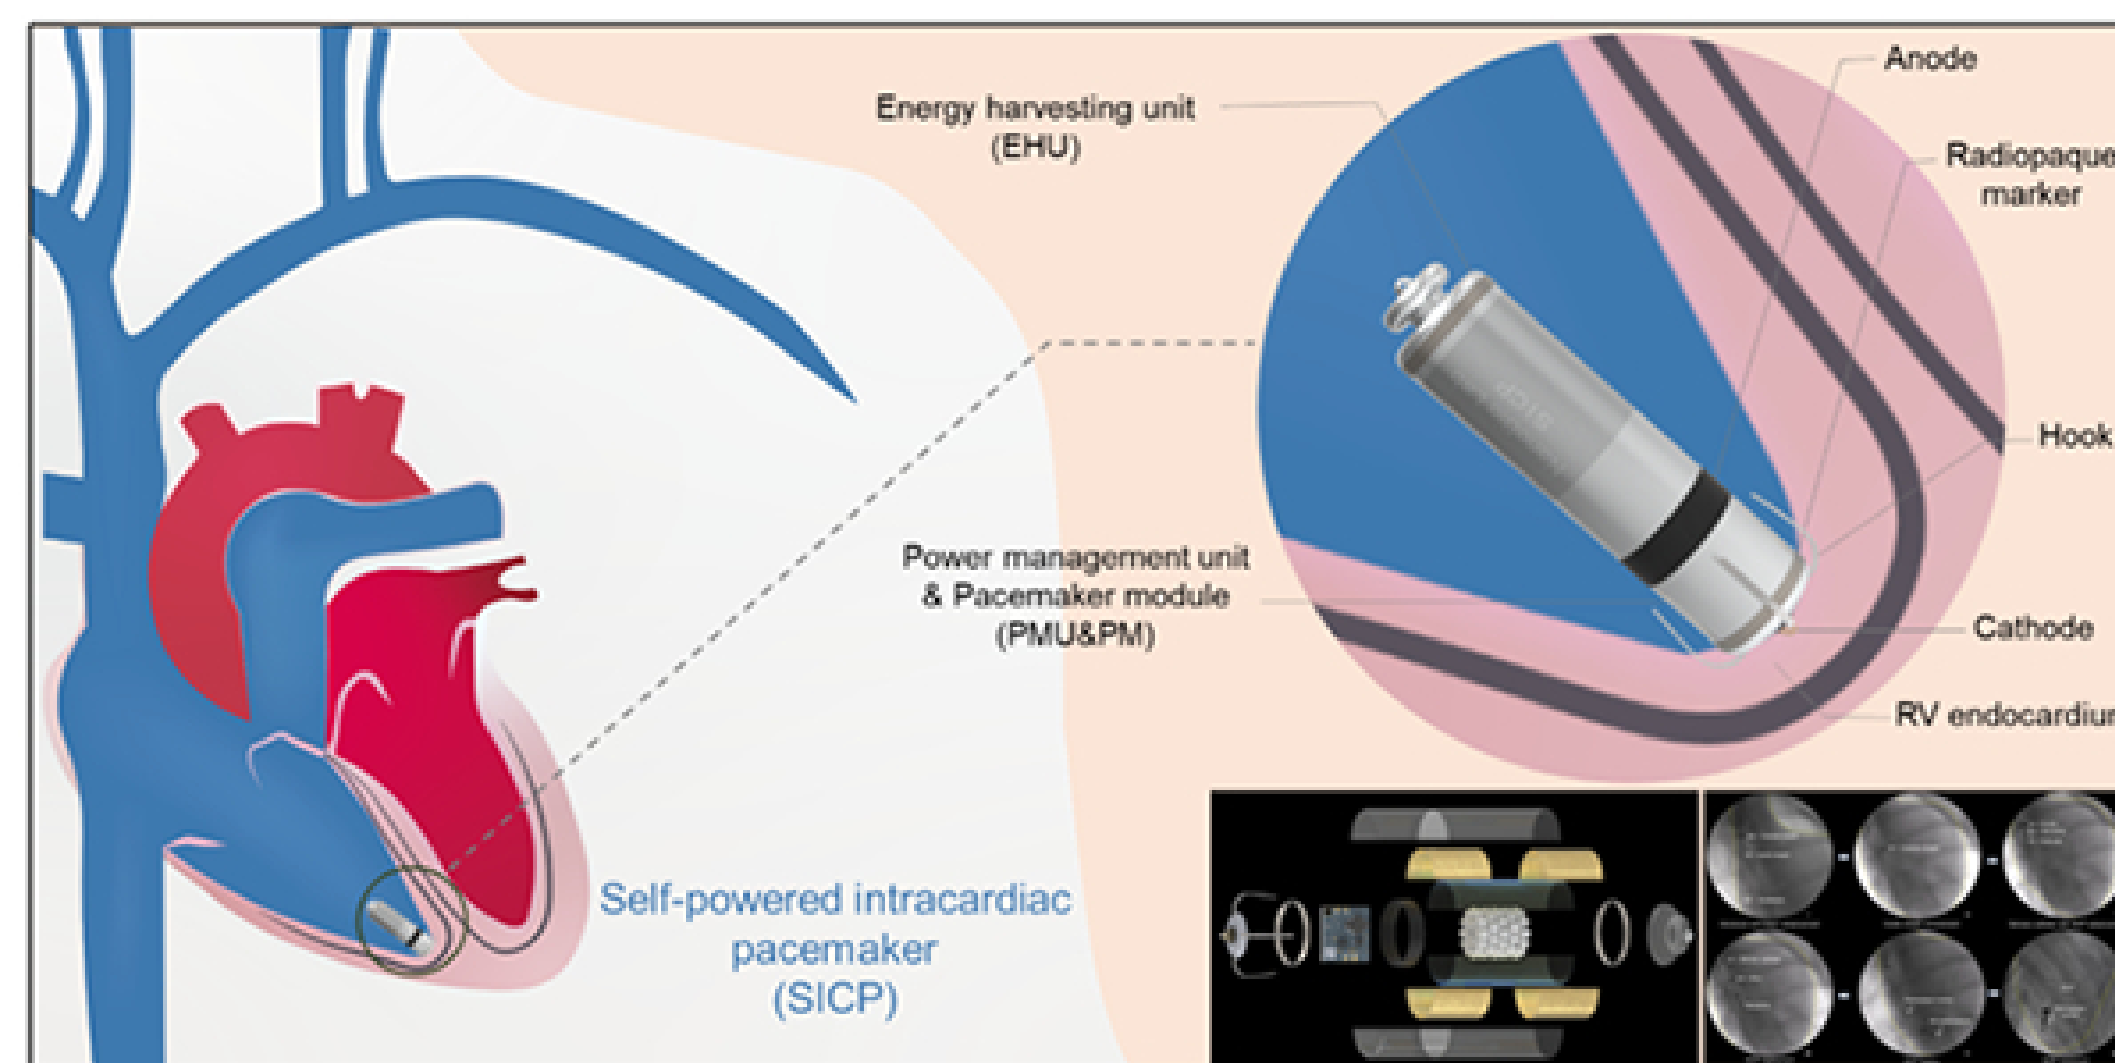 Anode
Energy harvesting unit
(EHU)
Radiopaque
marker
Hook
Power management unit
& Pacemaker module
(PMU&PM)
Cathode
RV endocardium
Self-powered intracardiac
pacemaker
(SICP)
SICP